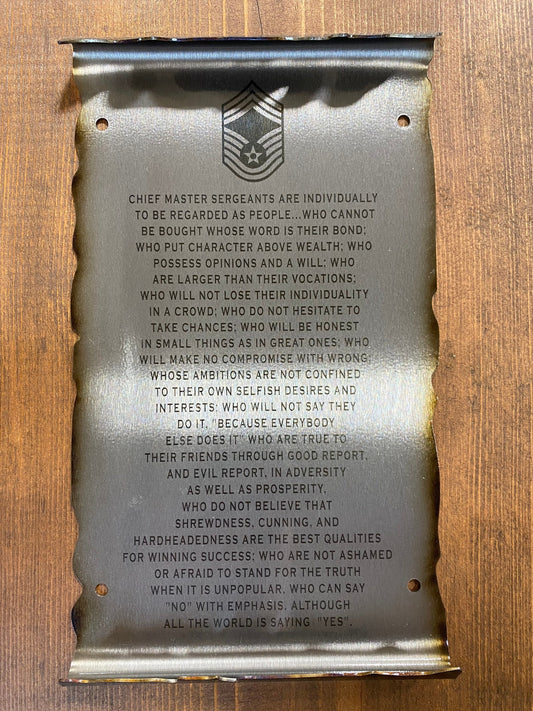 CHIEF MASTER SERGEANTS ARE INDIVIDUALLY
TO BE REGARDED AS PEOPLE...WHO CANNOT
BE BOUGHT WHOSE WORD IS THEIR BOND;
WHO PUT CHARACTER ABOVE WEALTH; WHO
POSSESS OPINIONS AND A WILL; WHO
ARE LARGER THAN THEIR VOCATIONS;
WHO WILL NOT LOSE THEIR INDIVIDUALITY
IN A CROWD; WHO DO NOT HESITATE TO
TAKE CHANCES; WHO WILL BE HONEST
IN SMALL THINGS AS IN GREAT ONES; WHO
WILL MAKE NO COMPROMISE WITH WRONG;
WHOSE AMBITIONS ARE NOT CONFINED
TO THEIR OWN SELFISH DESIRES AND
INTERESTS; WHO WILL NOT SAY THEY
DO IT, "BECAUSE EVERYBODY
ELSE DOES IT" WHO ARE TRUE TO
THEIR FRIENDS THROUGH GOOD REPORT,
AND EVIL REPORT, IN ADVERSITY
AS WELL AS PROSPERITY,
WHO DO NOT BELIEVE THAT
SHREWDNESS, CUNNING, AND
HARDHEADEDNESS ARE THE BEST QUALITIES
FOR WINNING SUCCESS; WHO ARE NOT ASHAMED
OR AFRAID TO STAND FOR THE TRUTH
WHEN IT IS UNPOPULAR, WHO CAN SAY
"NO" WITH EMPHASIS, ALTHOUGH
ALL THE WORLD IS SAYING "YES".